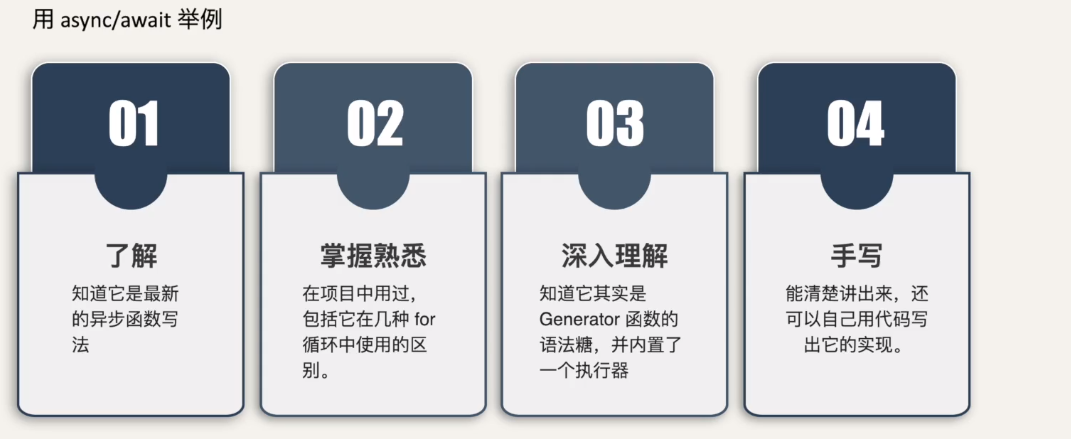 用 async/await 举例
01
了解
知道它是最新
的异步函数写
法
02
掌握熟悉
在项目中用过，
包括它在几种 for
循环中使用的区
别。
03
深入理解
知道它其实是
Generator 函数的
语法糖，并内置了
一个执行器
04
手写
能清楚讲出来，还
可以自己用代码写
出它的实现。